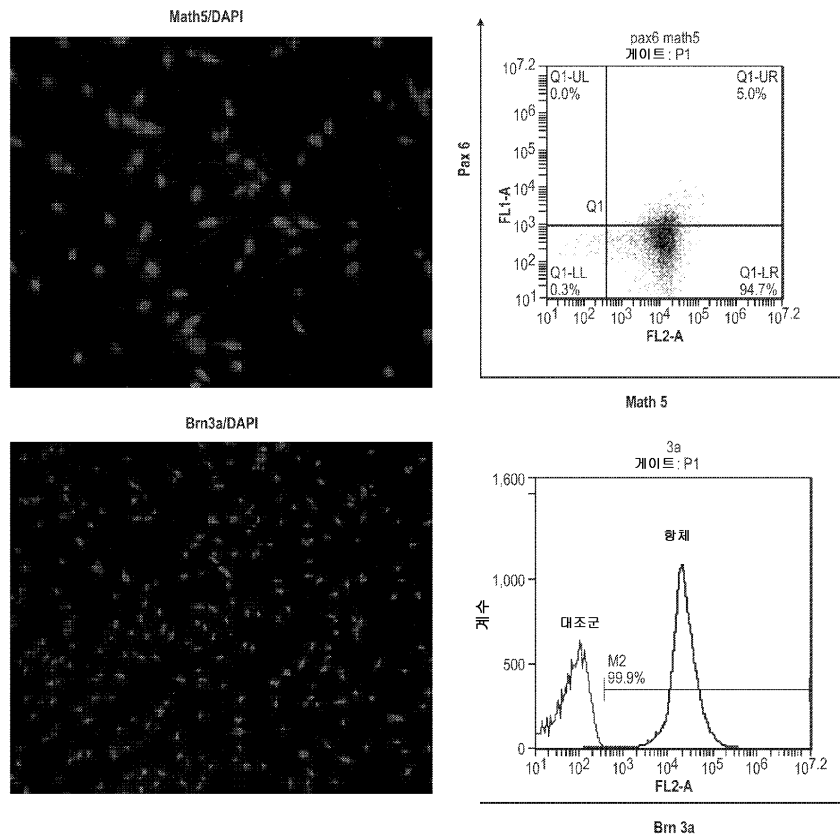 Math5/DAPI
pax6 math5
게이트: P1
Pax 6
FL1-A
10^7.2
10^6
10^5
10^4
10^3
10^2
10^1
Q1-UL
0.0%
Q1-UR
5.0%
Q1
Q1-LL
0.3%
Q1-LR
94.7%
10^1 10^2 10^3 10^4 10^5 10^6 10^7.2
FL2-A
Math 5
Brn3a/DAPI
3a
게이트: P1
계수
1,600
1,000
500
0
항체
대조군
M2
99.9%
10^1 10^2 10^3 10^4 10^5 10^6 10^7.2
FL2-A
Brn 3a